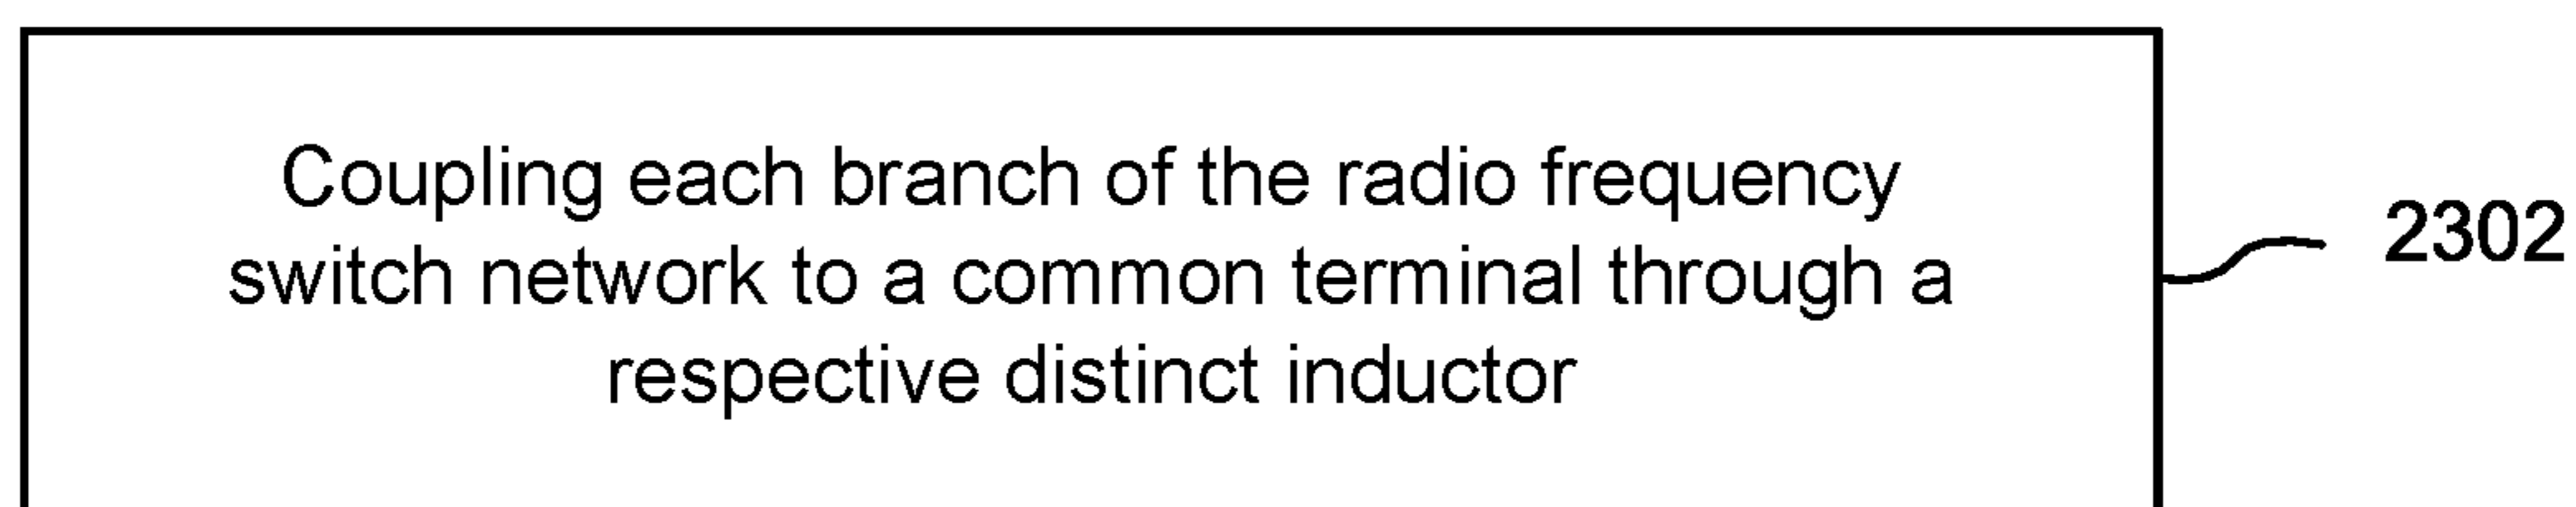 Coupling each branch of the radio frequency
switch network to a common terminal through a
respective distinct inductor
2302